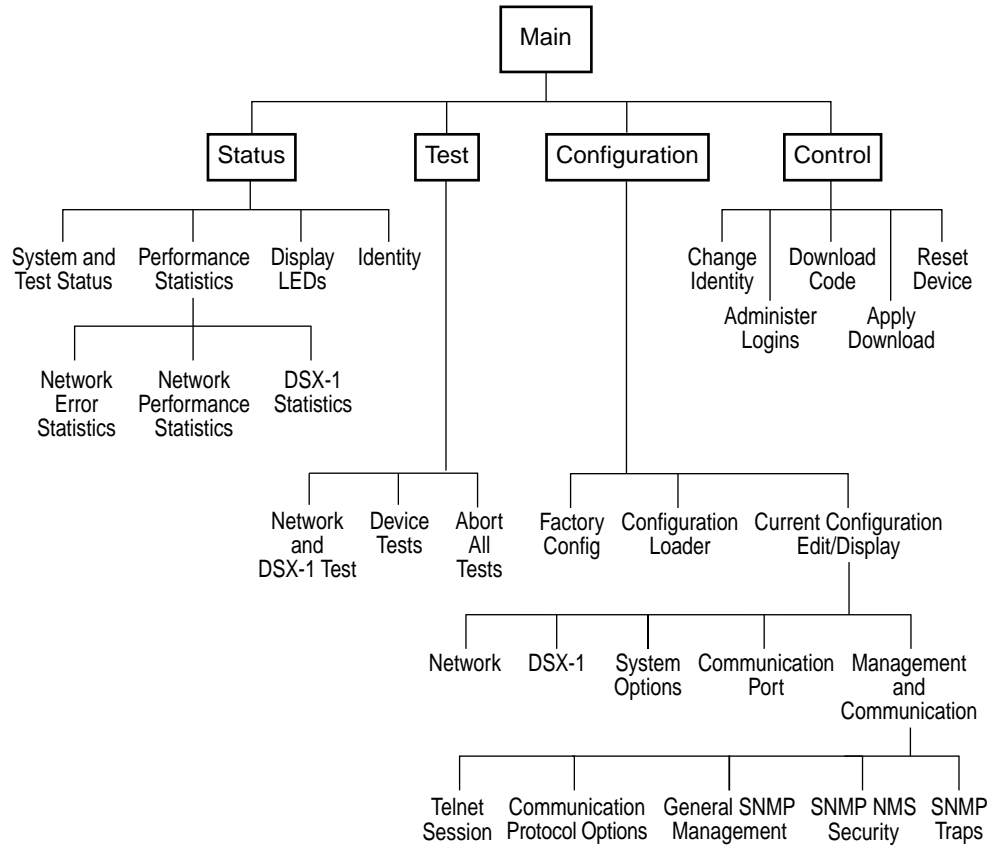 Main
Status
Test
Configuration
Control
System and
Test Status
Performance
Statistics
Display
LEDs
Identity
Change
Identity
Download
Code
Reset
Device
Administer
Logins
Apply
Download
Network
Error
Statistics
Network
Performance
Statistics
DSX-1
Statistics
Network
and
DSX-1 Test
Device
Tests
Abort
All
Tests
Factory
Config
Configuration
Loader
Current Configuration
Edit/Display
Network
DSX-1
System
Options
Communication
Port
Management
and
Communication
Telnet
Session
Communication
Protocol Options
General SNMP
Management
SNMP NMS
Security
SNMP
Traps